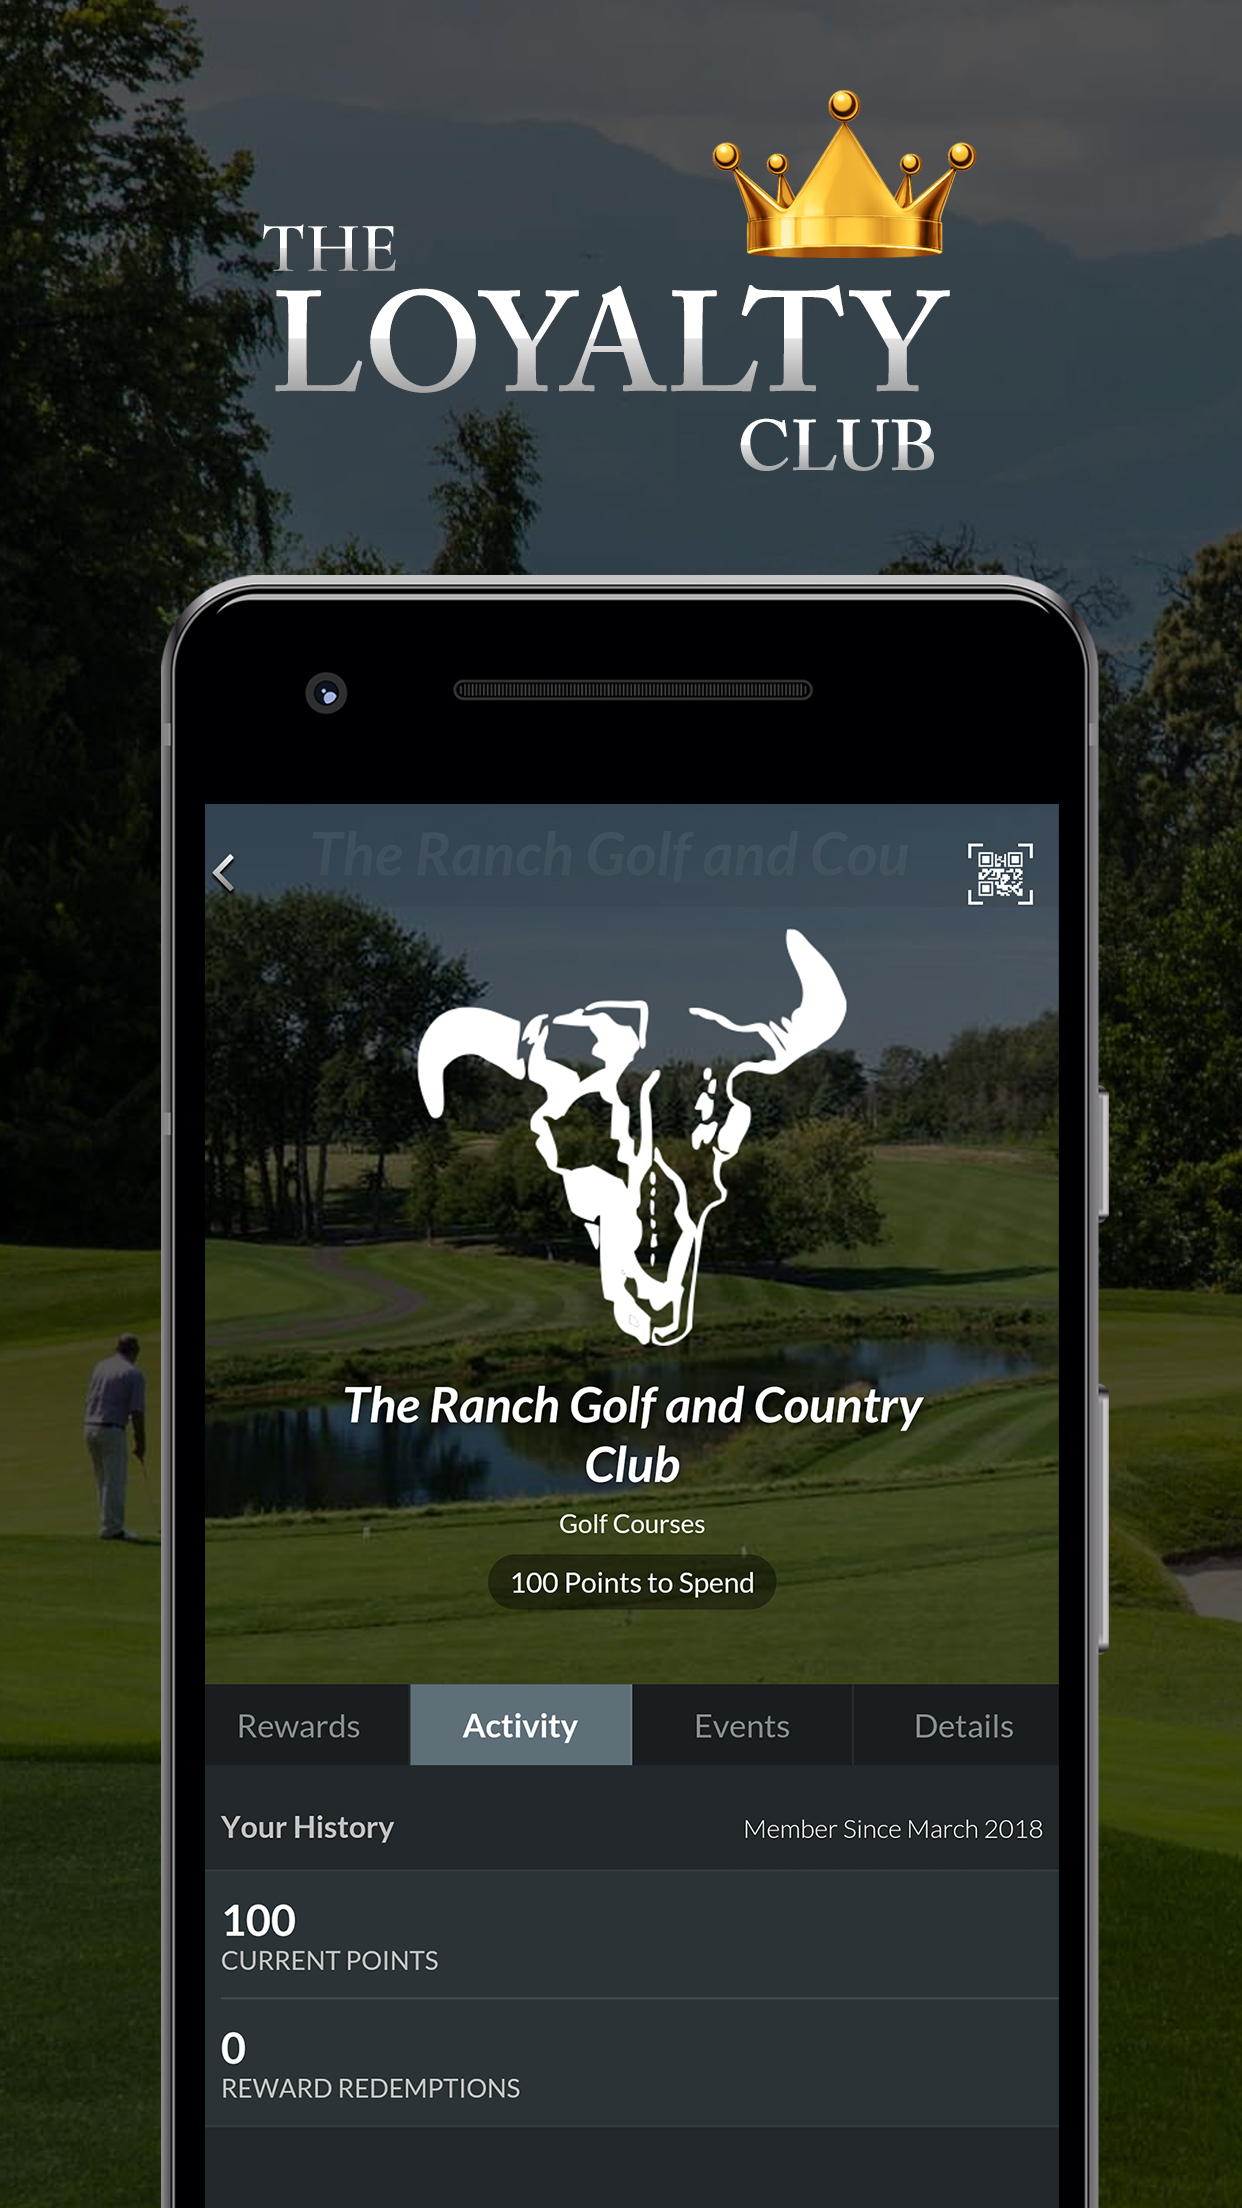 THE
LOYALTY
CLUB
The Ranch Golf and Cou
The Ranch Golf and Country
Club
Golf Courses
100 Points to Spend
Rewards Activity Events Details
Your History Member Since March 2018
100
CURRENT POINTS
0
REWARD REDEMPTIONS